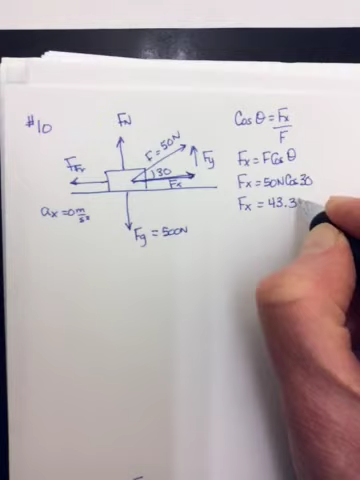 #10
FN
F = 50N
Fy
FFr
30
Fx
ax = 0 m/s²
Fg = 500N
Cos θ = Fx/F
Fx = FCos θ
Fx = 50N Cos 30
Fx = 43.3